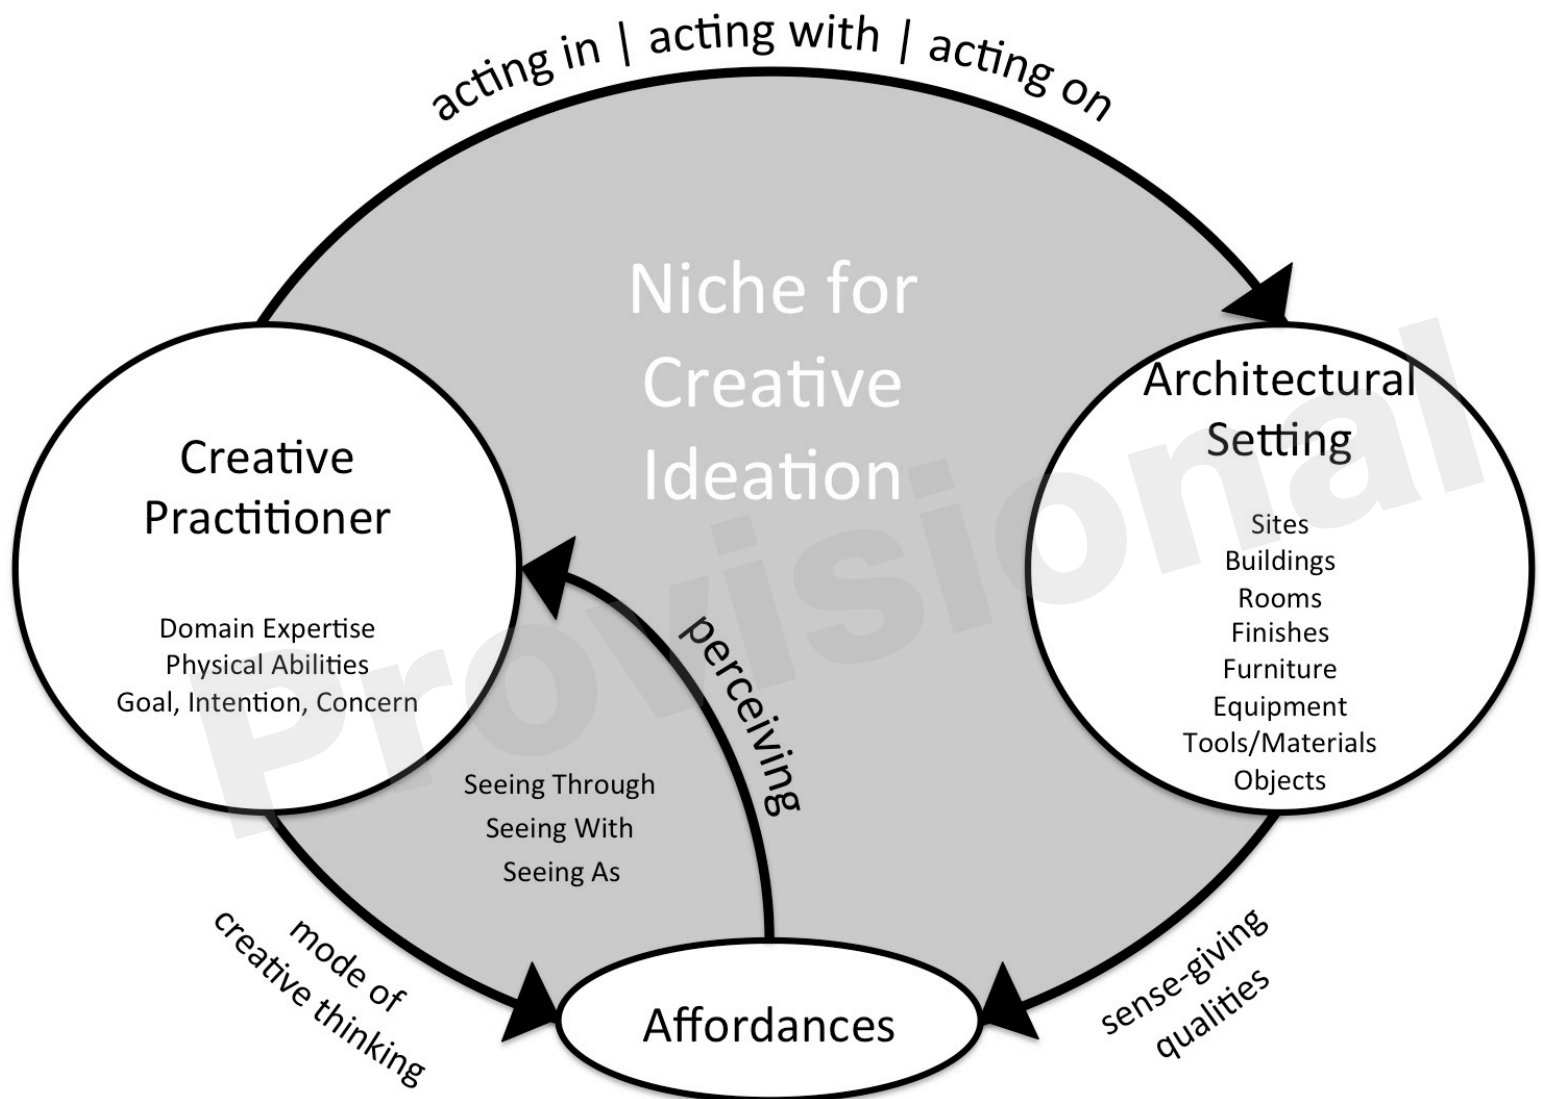 acting in | acting with | acting on
Niche for
Creative
Ideation
Creative
Practitioner
Domain Expertise
Physical Abilities
Goal, Intention, Concern
Architectural
Setting
Sites
Buildings
Rooms
Finishes
Furniture
Equipment
Tools/Materials
Objects
perceiving
Seeing Through
Seeing With
Seeing As
mode of
creative thinking
Affordances
sense-giving
qualities
Provisional